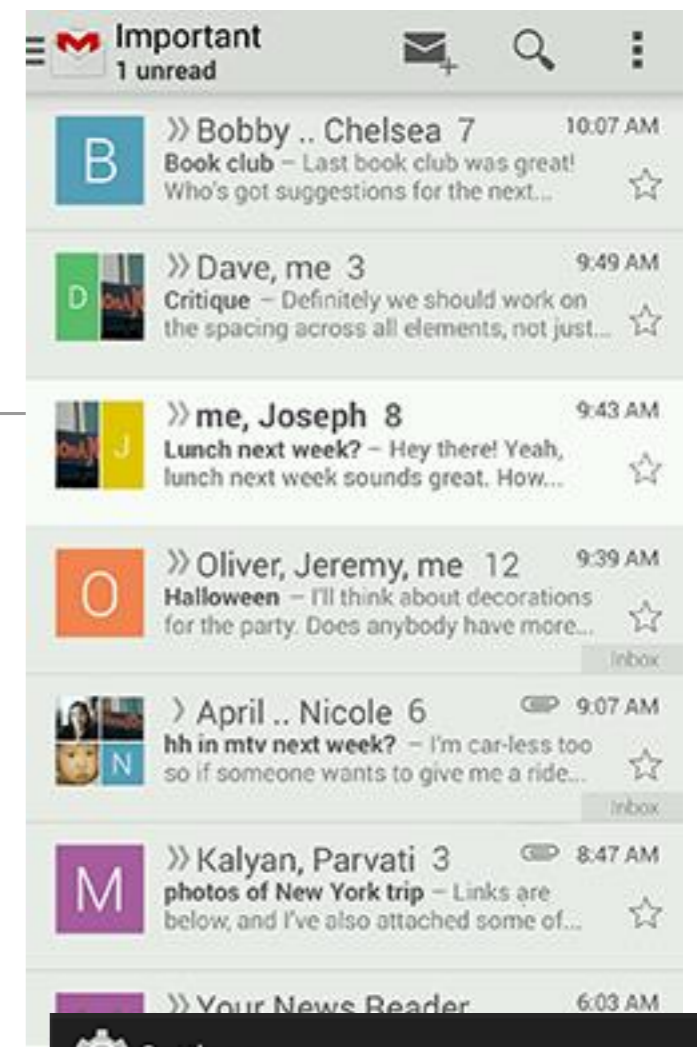 Important
1 unread
B
» Bobby .. Chelsea 7 10:07 AM
Book club – Last book club was great!
Who's got suggestions for the next...
D
» Dave, me 3 9:49 AM
Critique – Definitely we should work on
the spacing across all elements, not just...
J
» me, Joseph 8 9:43 AM
Lunch next week? – Hey there! Yeah,
lunch next week sounds great. How...
O
» Oliver, Jeremy, me 12 9:39 AM
Halloween – I'll think about decorations
for the party. Does anybody have more...
Inbox
N
› April .. Nicole 6 9:07 AM
hh in mtv next week? – I'm car-less too
so if someone wants to give me a ride...
Inbox
M
» Kalyan, Parvati 3 8:47 AM
photos of New York trip – Links are
below, and I've also attached some of...
» Your News Reader 6:03 AM